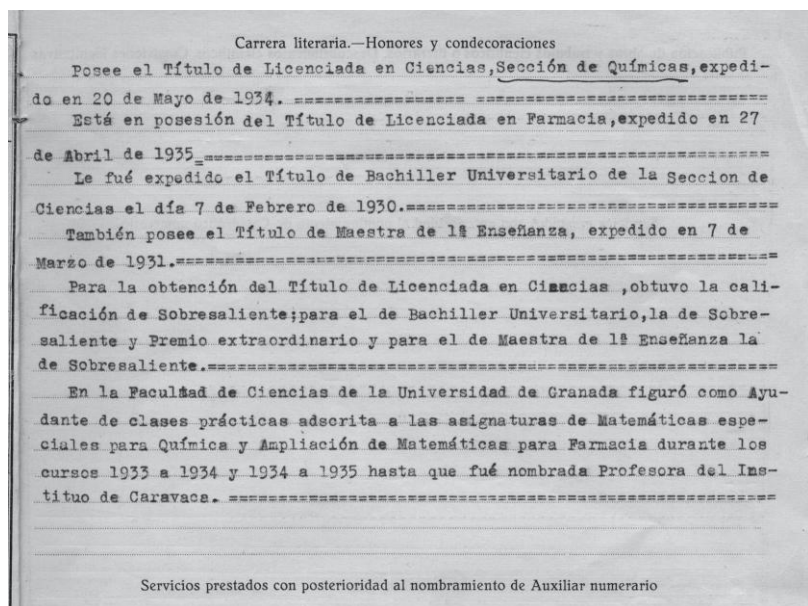 Carrera literaria.—Honores y condecoraciones
Posee el Título de Licenciada en Ciencias,Sección de Químicas,expedi-
do en 20 de Mayo de 1934. ================== ===========================
Está en posesión del Título de Licenciada en Farmacia,expedido en 27
de Abril de 1935_=====================================================
Le fué expedido el Título de Bachiller Universitario de la Seccion de
Ciencias el día 7 de Febrero de 1930.==================================
También posee el Título de Maestra de 1ª Enseñanza, expedido en 7 de
Marzo de 1931.========================================================
Para la obtención del Título de Licenciada en Ciencias ,obtuvo la cali-
ficación de Sobresaliente;para el de Bachiller Universitario,la de Sobre-
saliente y Premio extraordinario y para el de Maestra de 1ª Enseñanza la
de Sobresaliente.=====================================================
En la Facultad de Ciencias de la Universidad de Granada figuró como Ayu-
dante de clases prácticas adscrita a las asignaturas de Matemáticas espe-
ciales para Química y Ampliación de Matemáticas para Farmacia durante los
cursos 1933 a 1934 y 1934 a 1935 hasta que fué nombrada Profesora del Ins-
tituo de Caravaca. ===================================================
Servicios prestados con posterioridad al nombramiento de Auxiliar numerario